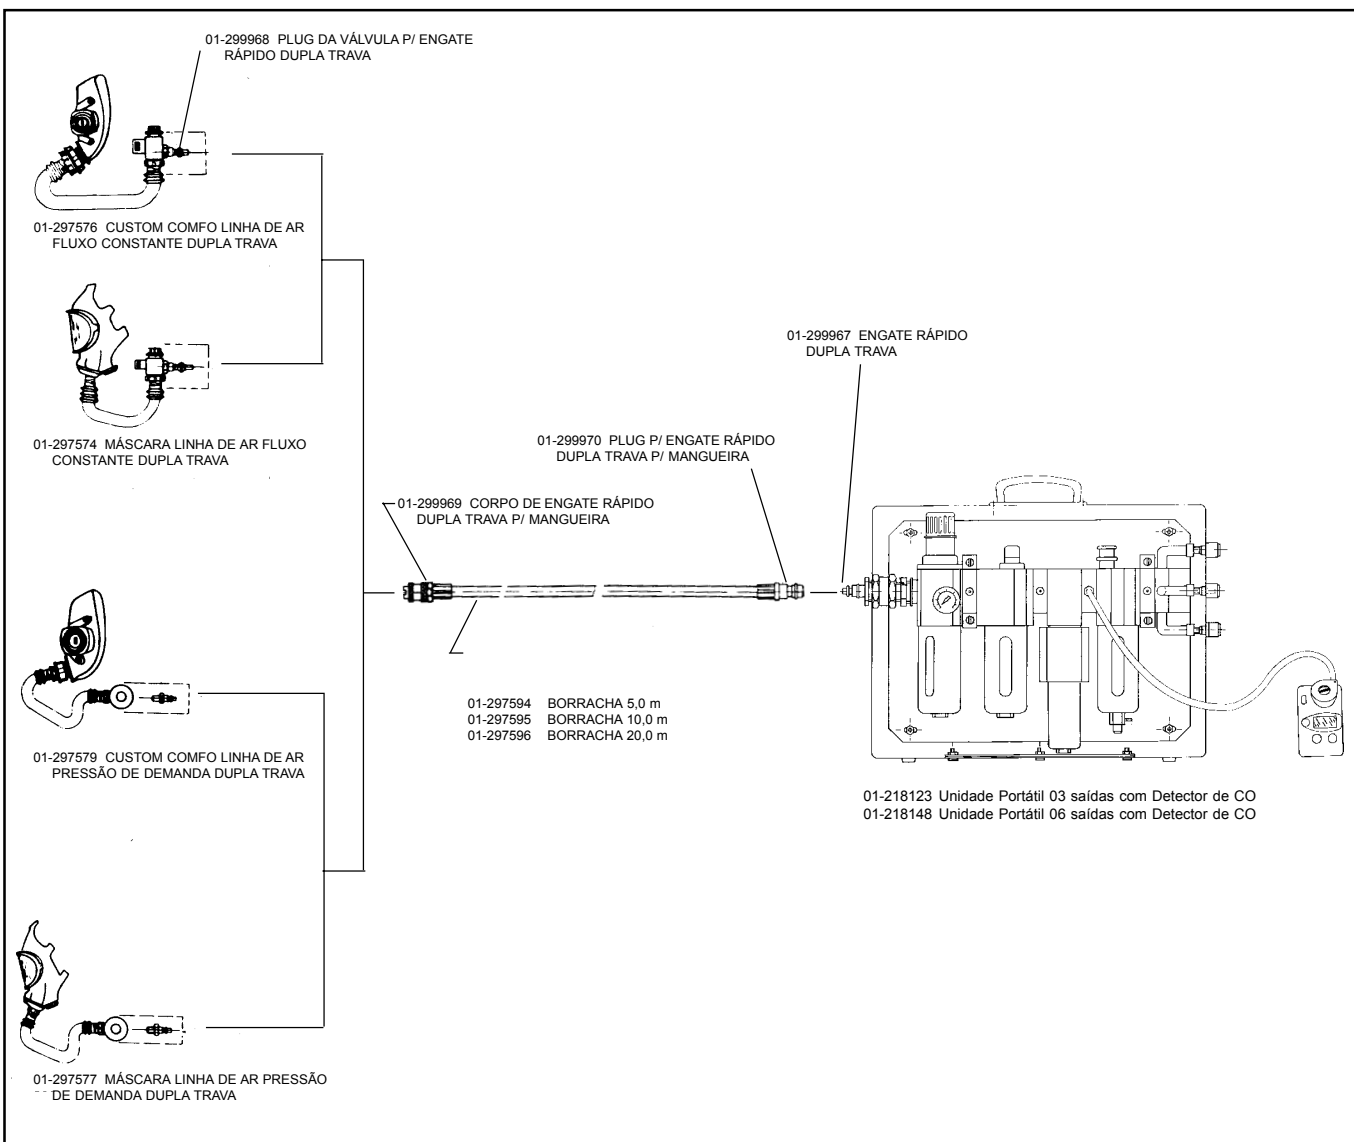 01-299968 PLUG DA VÁLVULA P/ ENGATE
RÁPIDO DUPLA TRAVA
01-297576 CUSTOM COMFO LINHA DE AR
FLUXO CONSTANTE DUPLA TRAVA
01-299967 ENGATE RÁPIDO
DUPLA TRAVA
01-297574 MÁSCARA LINHA DE AR FLUXO
CONSTANTE DUPLA TRAVA
01-299970 PLUG P/ ENGATE RÁPIDO
DUPLA TRAVA P/ MANGUEIRA
01-299969 CORPO DE ENGATE RÁPIDO
DUPLA TRAVA P/ MANGUEIRA
01-297594 BORRACHA 5,0 m
01-297595 BORRACHA 10,0 m
01-297596 BORRACHA 20,0 m
01-297579 CUSTOM COMFO LINHA DE AR
PRESSÃO DE DEMANDA DUPLA TRAVA
01-218123 Unidade Portátil 03 saídas com Detector de CO
01-218148 Unidade Portátil 06 saídas com Detector de CO
01-297577 MÁSCARA LINHA DE AR PRESSÃO
DE DEMANDA DUPLA TRAVA